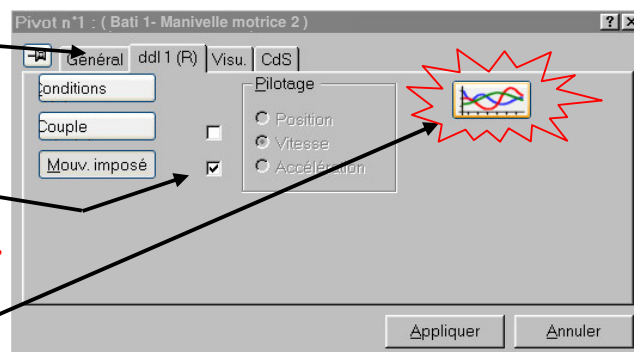 Pivot n°1 : ( Bati 1- Manivelle motrice 2 )
Général ddl 1 (R) Visu. CdS
Conditions
Pilotage
Position
Couple
Vitesse
Mouv. imposé
Accélération
Appliquer Annuler